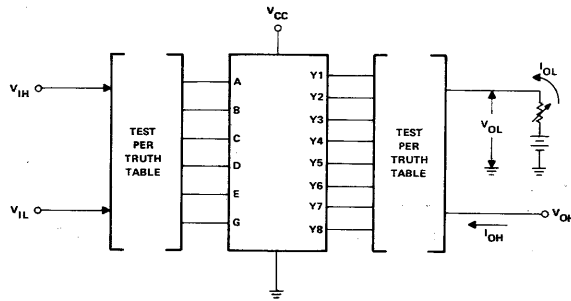 VCC
VIH
VIL
TEST
PER
TRUTH
TABLE
A
B
C
D
E
G
Y1
Y2
Y3
Y4
Y5
Y6
Y7
Y8
TEST
PER
TRUTH
TABLE
IOL
VOL
VOH
IOH